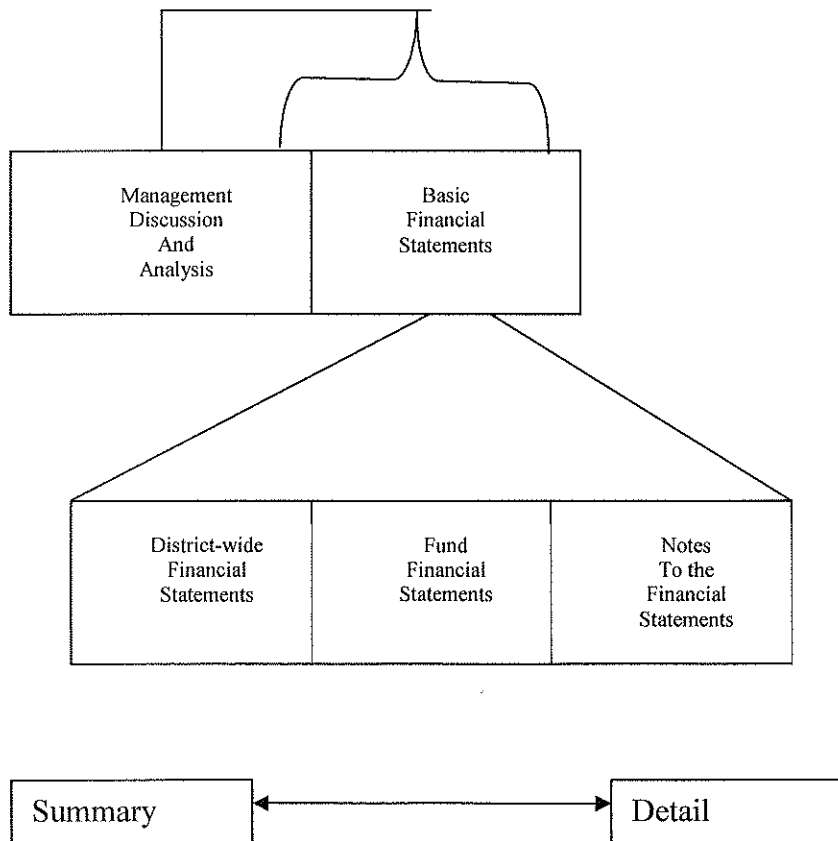 Management
Discussion
And
Analysis
Basic
Financial
Statements
District-wide
Financial
Statements
Fund
Financial
Statements
Notes
To the
Financial
Statements
Summary
Detail